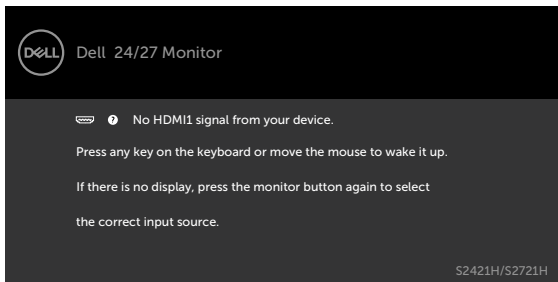 DELL
Dell 24/27 Monitor
? No HDMI1 signal from your device.
Press any key on the keyboard or move the mouse to wake it up.
If there is no display, press the monitor button again to select
the correct input source.
S2421H/S2721H